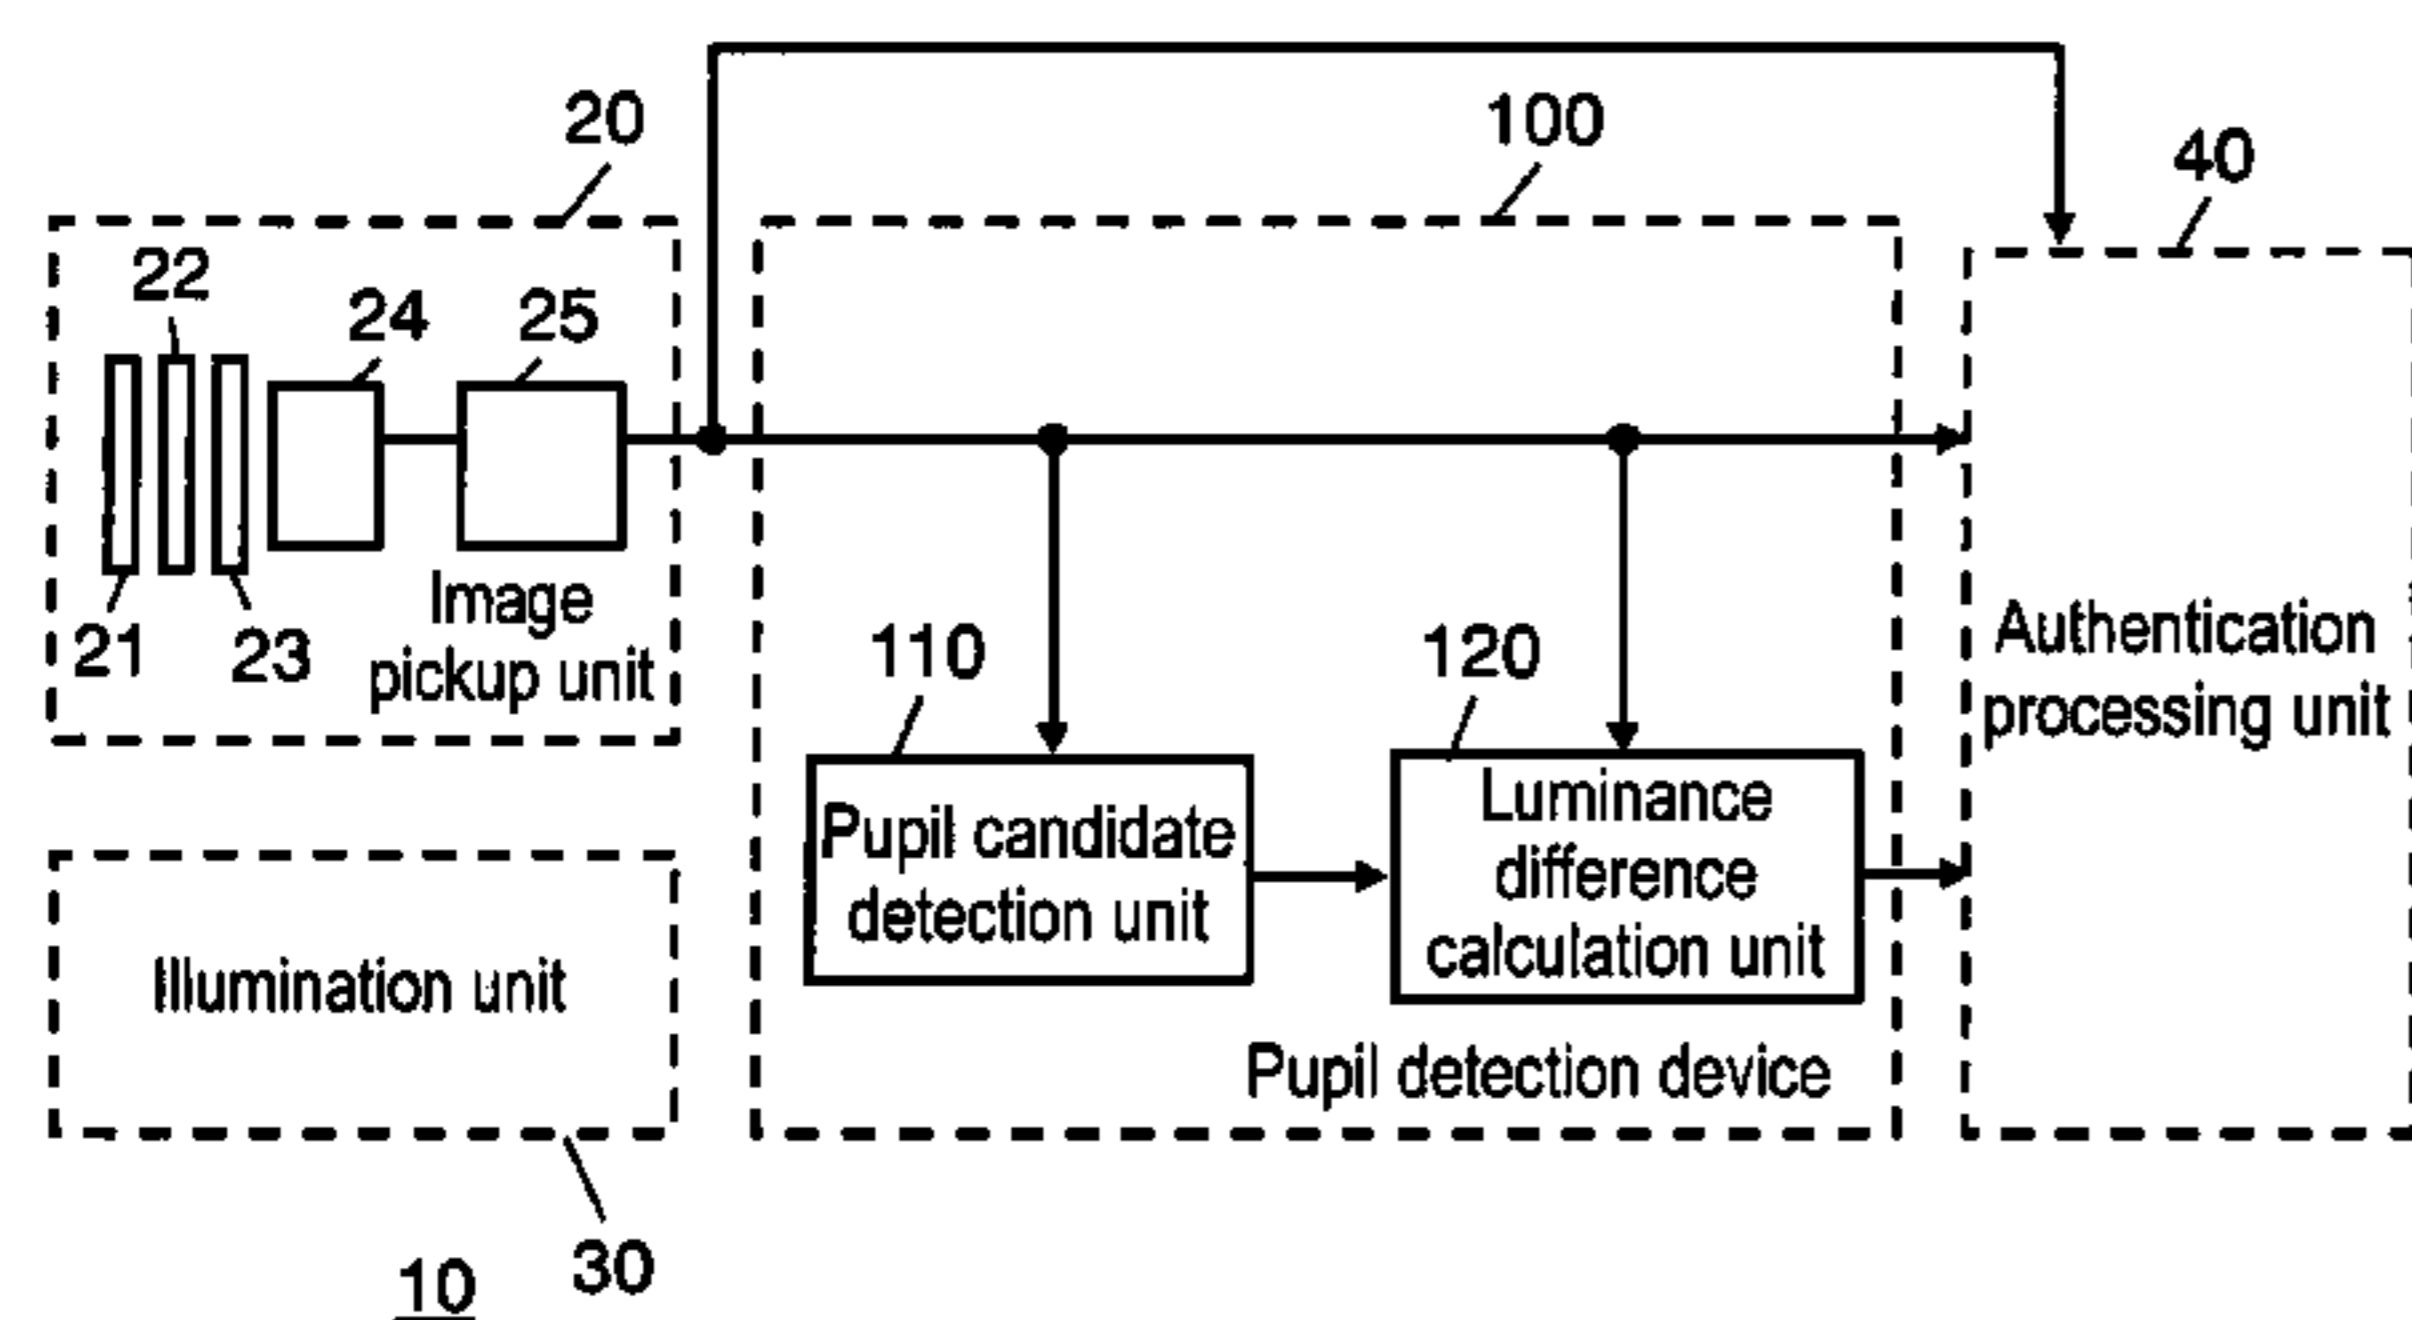 20
100
40
22
24
25
21
23
Image
pickup unit
110
120
Authentication
processing unit
Pupil candidate
detection unit
Luminance
difference
calculation unit
Illumination unit
Pupil detection device
30
10